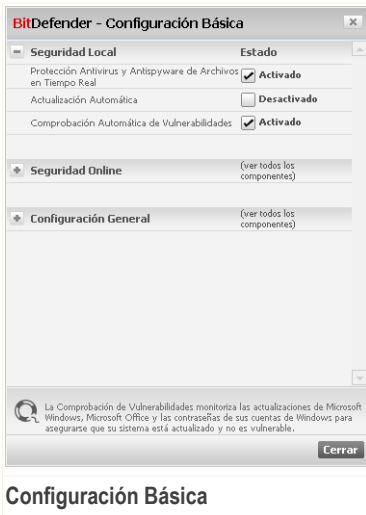 BitDefender - Configuración Básica
Seguridad Local Estado
Protección Antivirus y Antispyware de Archivos
en Tiempo Real Activado
Actualización Automática Desactivado
Comprobación Automática de Vulnerabilidades Activado
Seguridad Online (ver todos los
componentes)
Configuración General (ver todos los
componentes)
La Comprobación de Vulnerabilidades monitoriza las actualizaciones de Microsoft
Windows, Microsoft Office y las contraseñas de sus cuentas de Windows para
asegurarse que su sistema está actualizado y no es vulnerable.
Cerrar
Configuración Básica